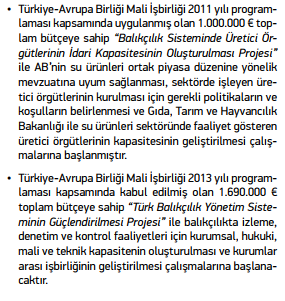 • Türkiye-Avrupa Birliği Mali İşbirliği 2011 yılı program-
laması kapsamında uygulanmış olan 1.000.000 € top-
lam bütçeye sahip “Balıkçılık Sisteminde Üretici Ör-
gütlerinin İdari Kapasitesinin Oluşturulması Projesi”
ile AB'nin su ürünleri ortak piyasa düzenine yönelik
mevzuatına uyum sağlanması, sektörde işleyen üre-
tici örgütlerinin kurulması için gerekli politikaların ve
koşulların belirlenmesi ve Gıda, Tarım ve Hayvancılık
Bakanlığı ile su ürünleri sektöründe faaliyet gösteren
üretici örgütlerinin kapasitesinin geliştirilmesi çalış-
malarına başlanmıştır.
• Türkiye-Avrupa Birliği Mali İşbirliği 2013 yılı program-
laması kapsamında kabul edilmiş olan 1.690.000 €
toplam bütçeye sahip “Türk Balıkçılık Yönetim Siste-
minin Güçlendirilmesi Projesi” ile balıkçılıkta izleme,
denetim ve kontrol faaliyetleri için kurumsal, hukuki,
mali ve teknik kapasitenin oluşturulması ve kurumlar
arası işbirliğinin geliştirilmesi çalışmalarına başlana-
caktır.